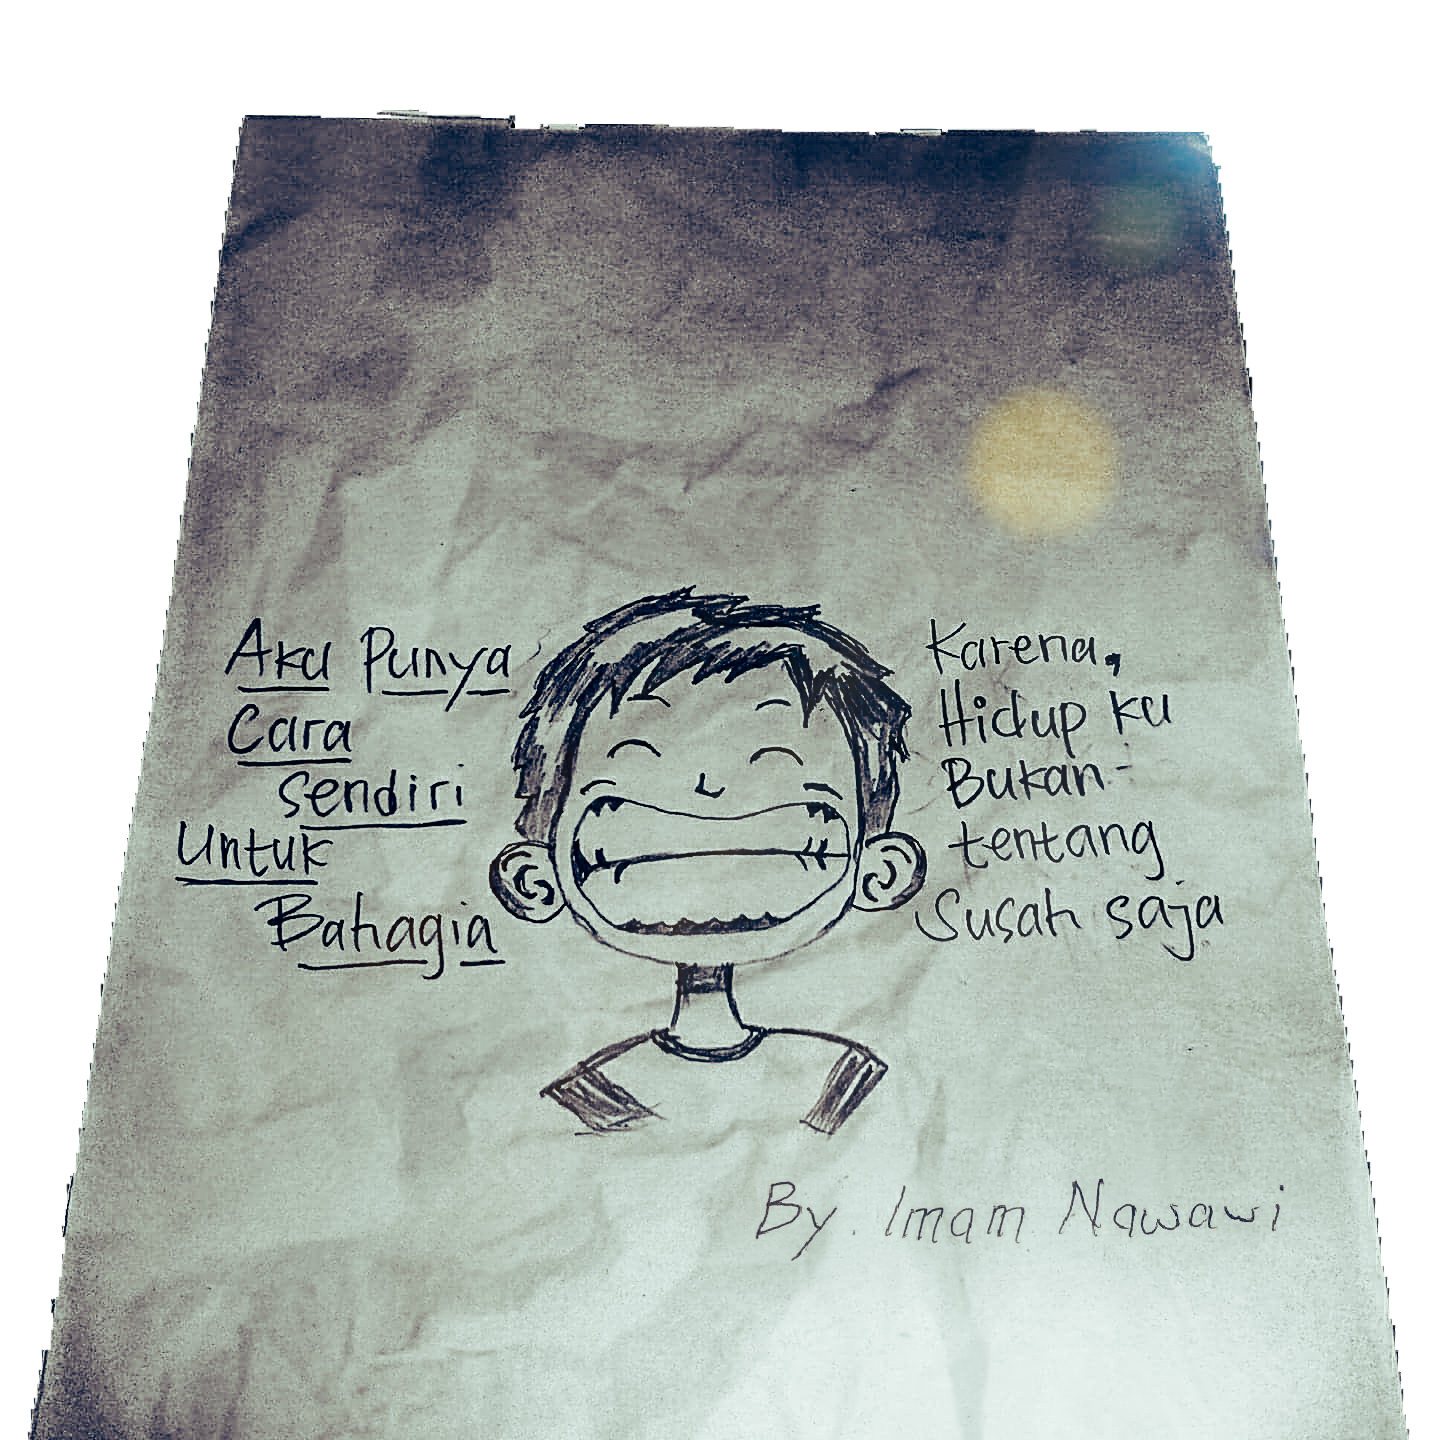 Aku Punya
Cara
sendiri
Untuk
Bahagia
Karena,
Hidup ku
Bukan-
tentang
Susah saja
By. Imam Nawawi